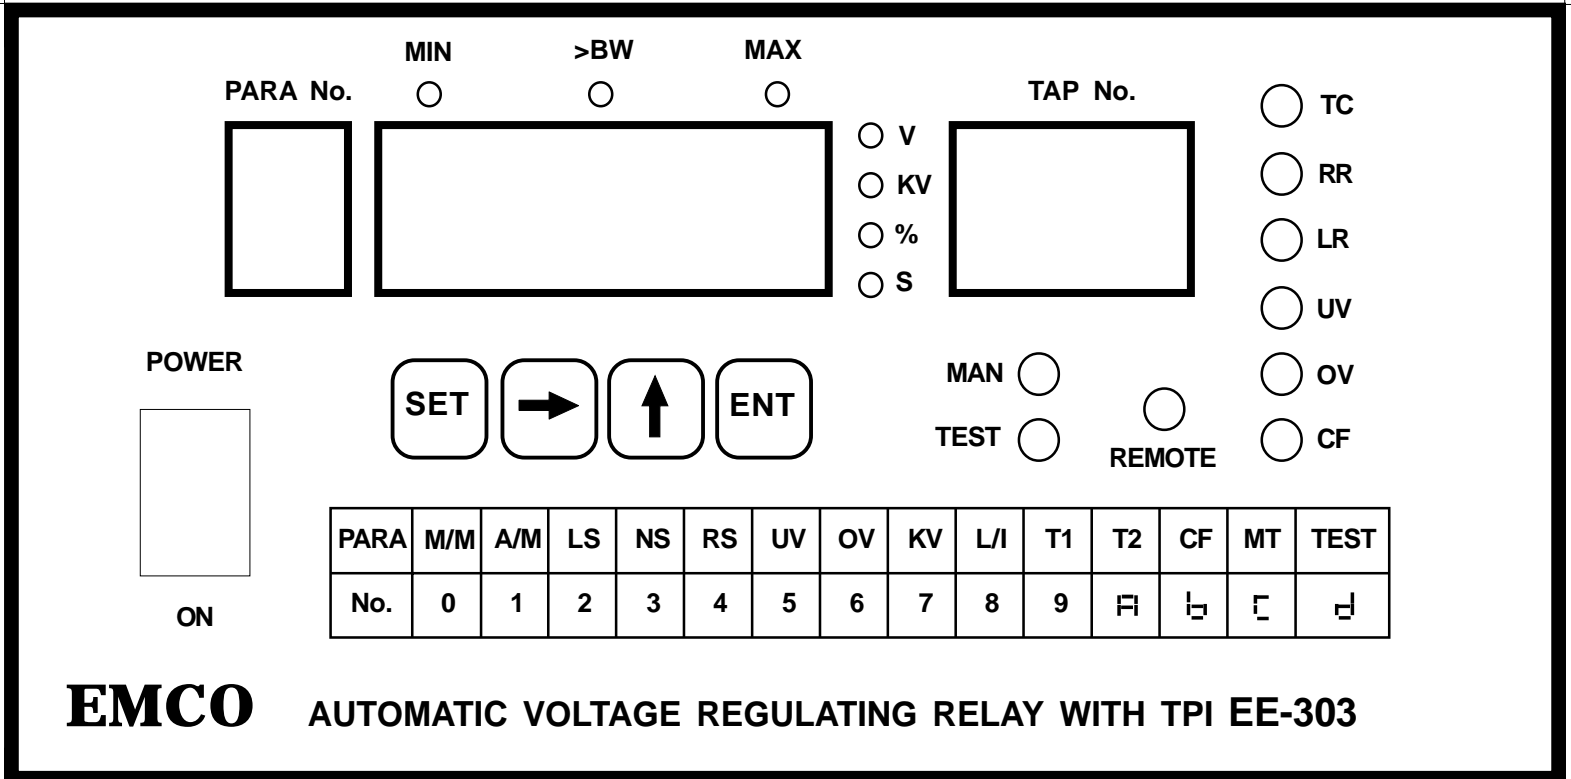 MIN >BW MAX
PARA No. TAP No.
TC
V
KV
%
S
RR
LR
UV
OV
CF
POWER
SET ENT
MAN
TEST
REMOTE
PARA M/M A/M LS NS RS UV OV KV L/I T1 T2 CF MT TEST
No. 0 1 2 3 4 5 6 7 8 9 A b C d
ON
EMCO AUTOMATIC VOLTAGE REGULATING RELAY WITH TPI EE-303